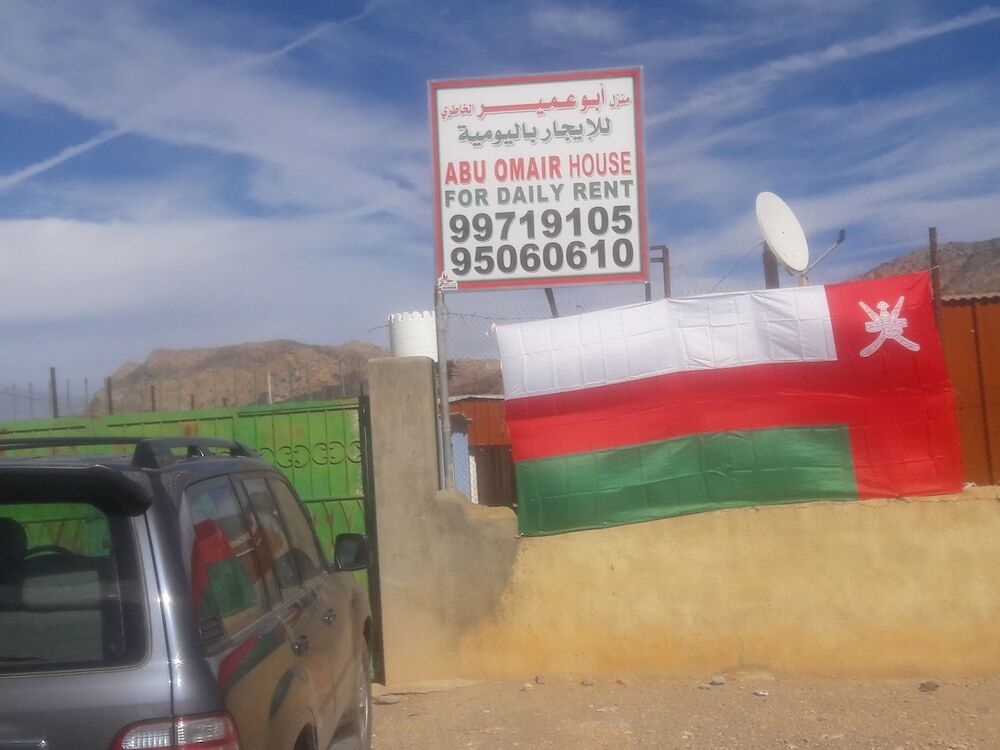 منزل أبو عمير الخاطري
للإيجار باليومية
ABU OMAIR HOUSE
FOR DAILY RENT
99719105
95060610